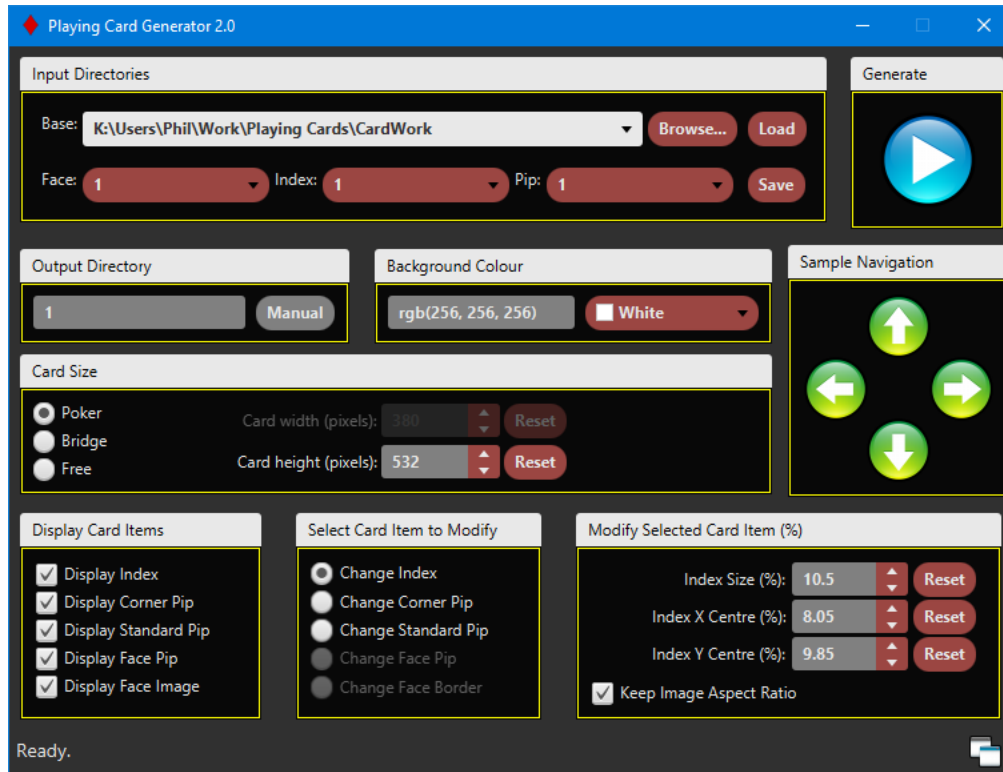 Playing Card Generator 2.0
Input Directories
Generate
Base: K:\Users\Phil\Work\Playing Cards\CardWork Browse... Load
Face: 1 Index: 1 Pip: 1 Save
Output Directory
Background Colour
Sample Navigation
1 Manual
rgb(256, 256, 256) White
Card Size
Poker
Bridge
Free
Card width (pixels): 380 Reset
Card height (pixels): 532 Reset
Display Card Items
Display Index
Display Corner Pip
Display Standard Pip
Display Face Pip
Display Face Image
Select Card Item to Modify
Change Index
Change Corner Pip
Change Standard Pip
Change Face Pip
Change Face Border
Modify Selected Card Item (%)
Index Size (%): 10.5 Reset
Index X Centre (%): 8.05 Reset
Index Y Centre (%): 9.85 Reset
Keep Image Aspect Ratio
Ready.